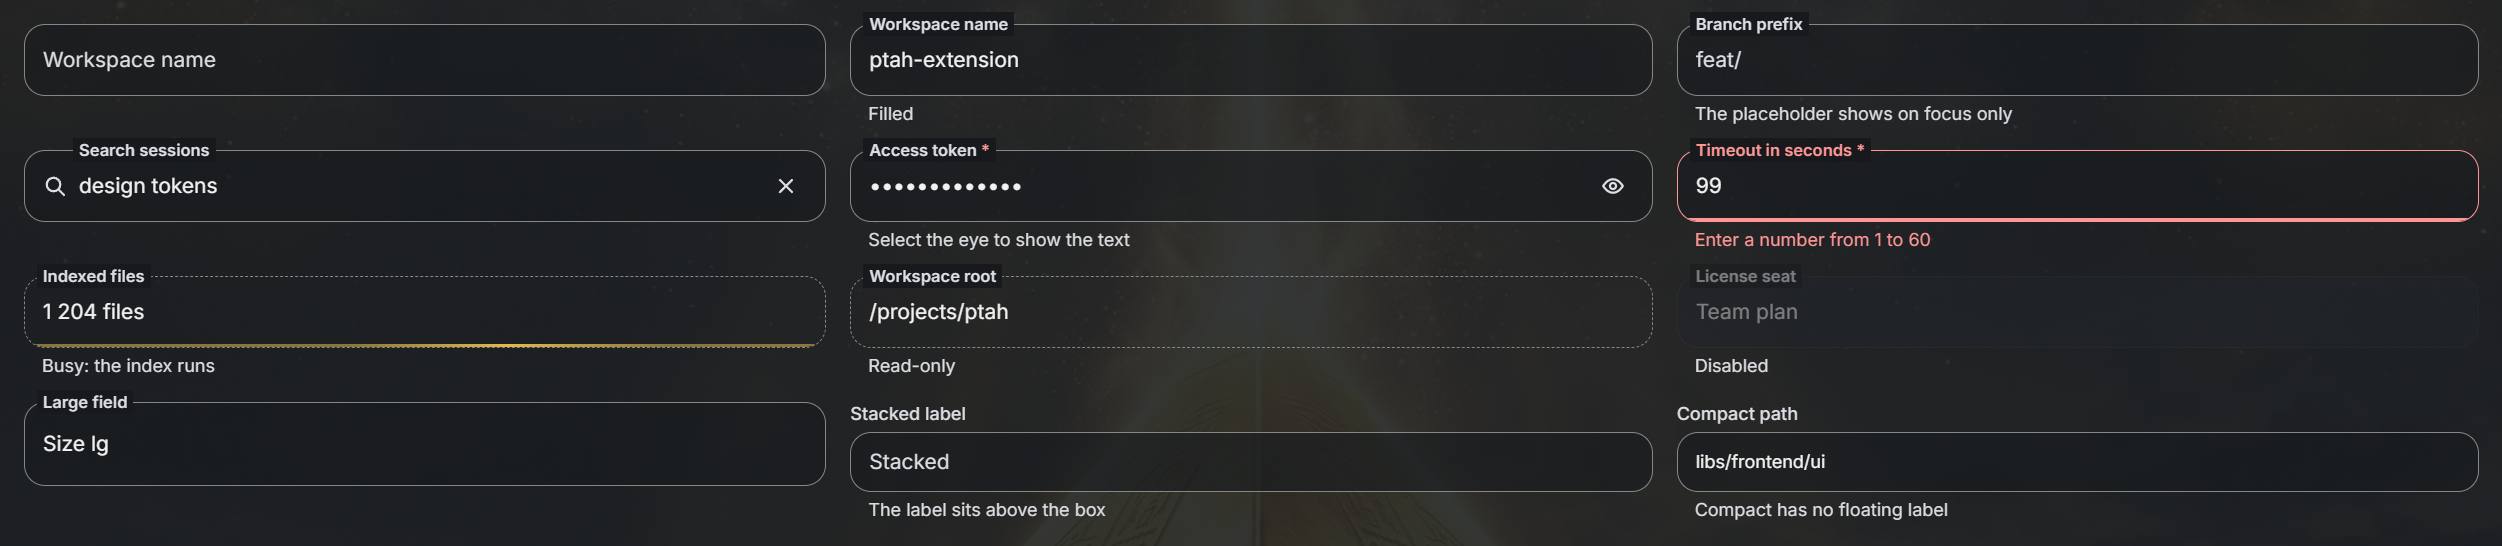 Workspace name
Workspace name
ptah-extension
Filled
Branch prefix
feat/
The placeholder shows on focus only
Search sessions
design tokens
Access token *
•••••••••••••
Select the eye to show the text
Timeout in seconds *
99
Enter a number from 1 to 60
Indexed files
1 204 files
Busy: the index runs
Workspace root
/projects/ptah
Read-only
License seat
Team plan
Disabled
Large field
Size lg
Stacked label
Stacked
The label sits above the box
Compact path
libs/frontend/ui
Compact has no floating label